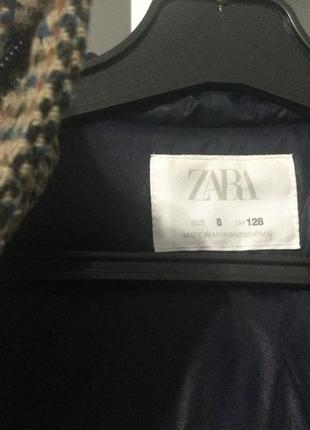 ZARA
SIZE 8 CM 128
MADE IN MYANMAR/BURMA